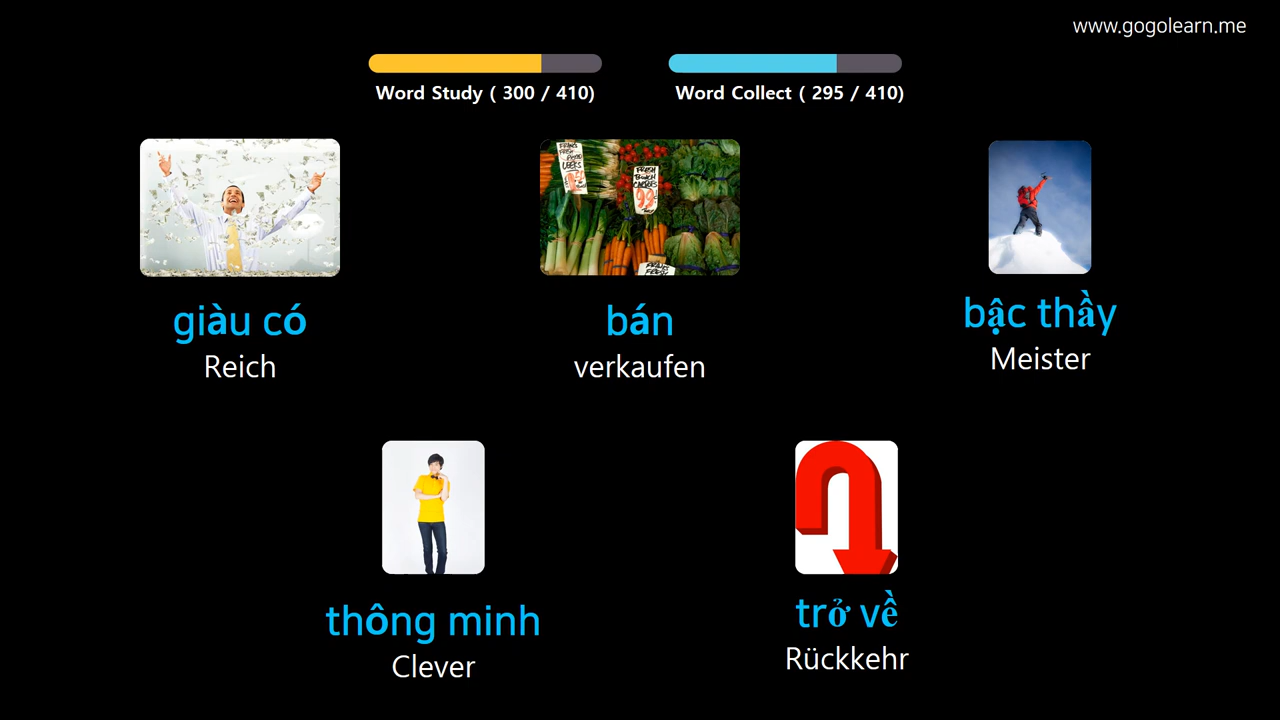 www.gogolearn.me
Word Study ( 300 / 410)
Word Collect ( 295 / 410)
FRESH
giàu có
bán
bậc thầy
Reich
verkaufen
Meister
thông minh
trở về
Clever
Rückkehr